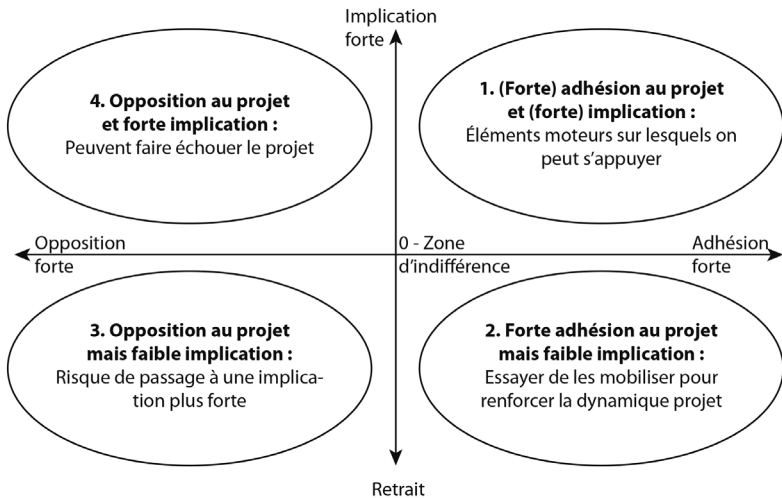 Implication
forte
4. Opposition au projet
et forte implication :
Peuvent faire échouer le projet
1. (Forte) adhésion au projet
et (forte) implication :
Éléments moteurs sur lesquels on
peut s’appuyer
Opposition
forte
0 - Zone
d’indifférence
Adhésion
forte
3. Opposition au projet
mais faible implication :
Risque de passage à une implica-
tion plus forte
2. Forte adhésion au projet
mais faible implication :
Essayer de les mobiliser pour
renforcer la dynamique projet
Retrait